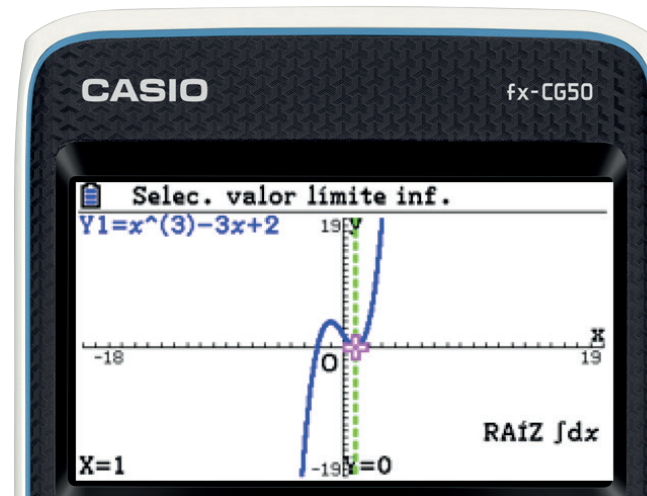 CASIO
fx-CG50
Selec. valor límite inf.
Y1=x^(3)-3x+2
19 y
-18
O
x
19
RAÍZ ∫dx
X=1
-19
Y=0